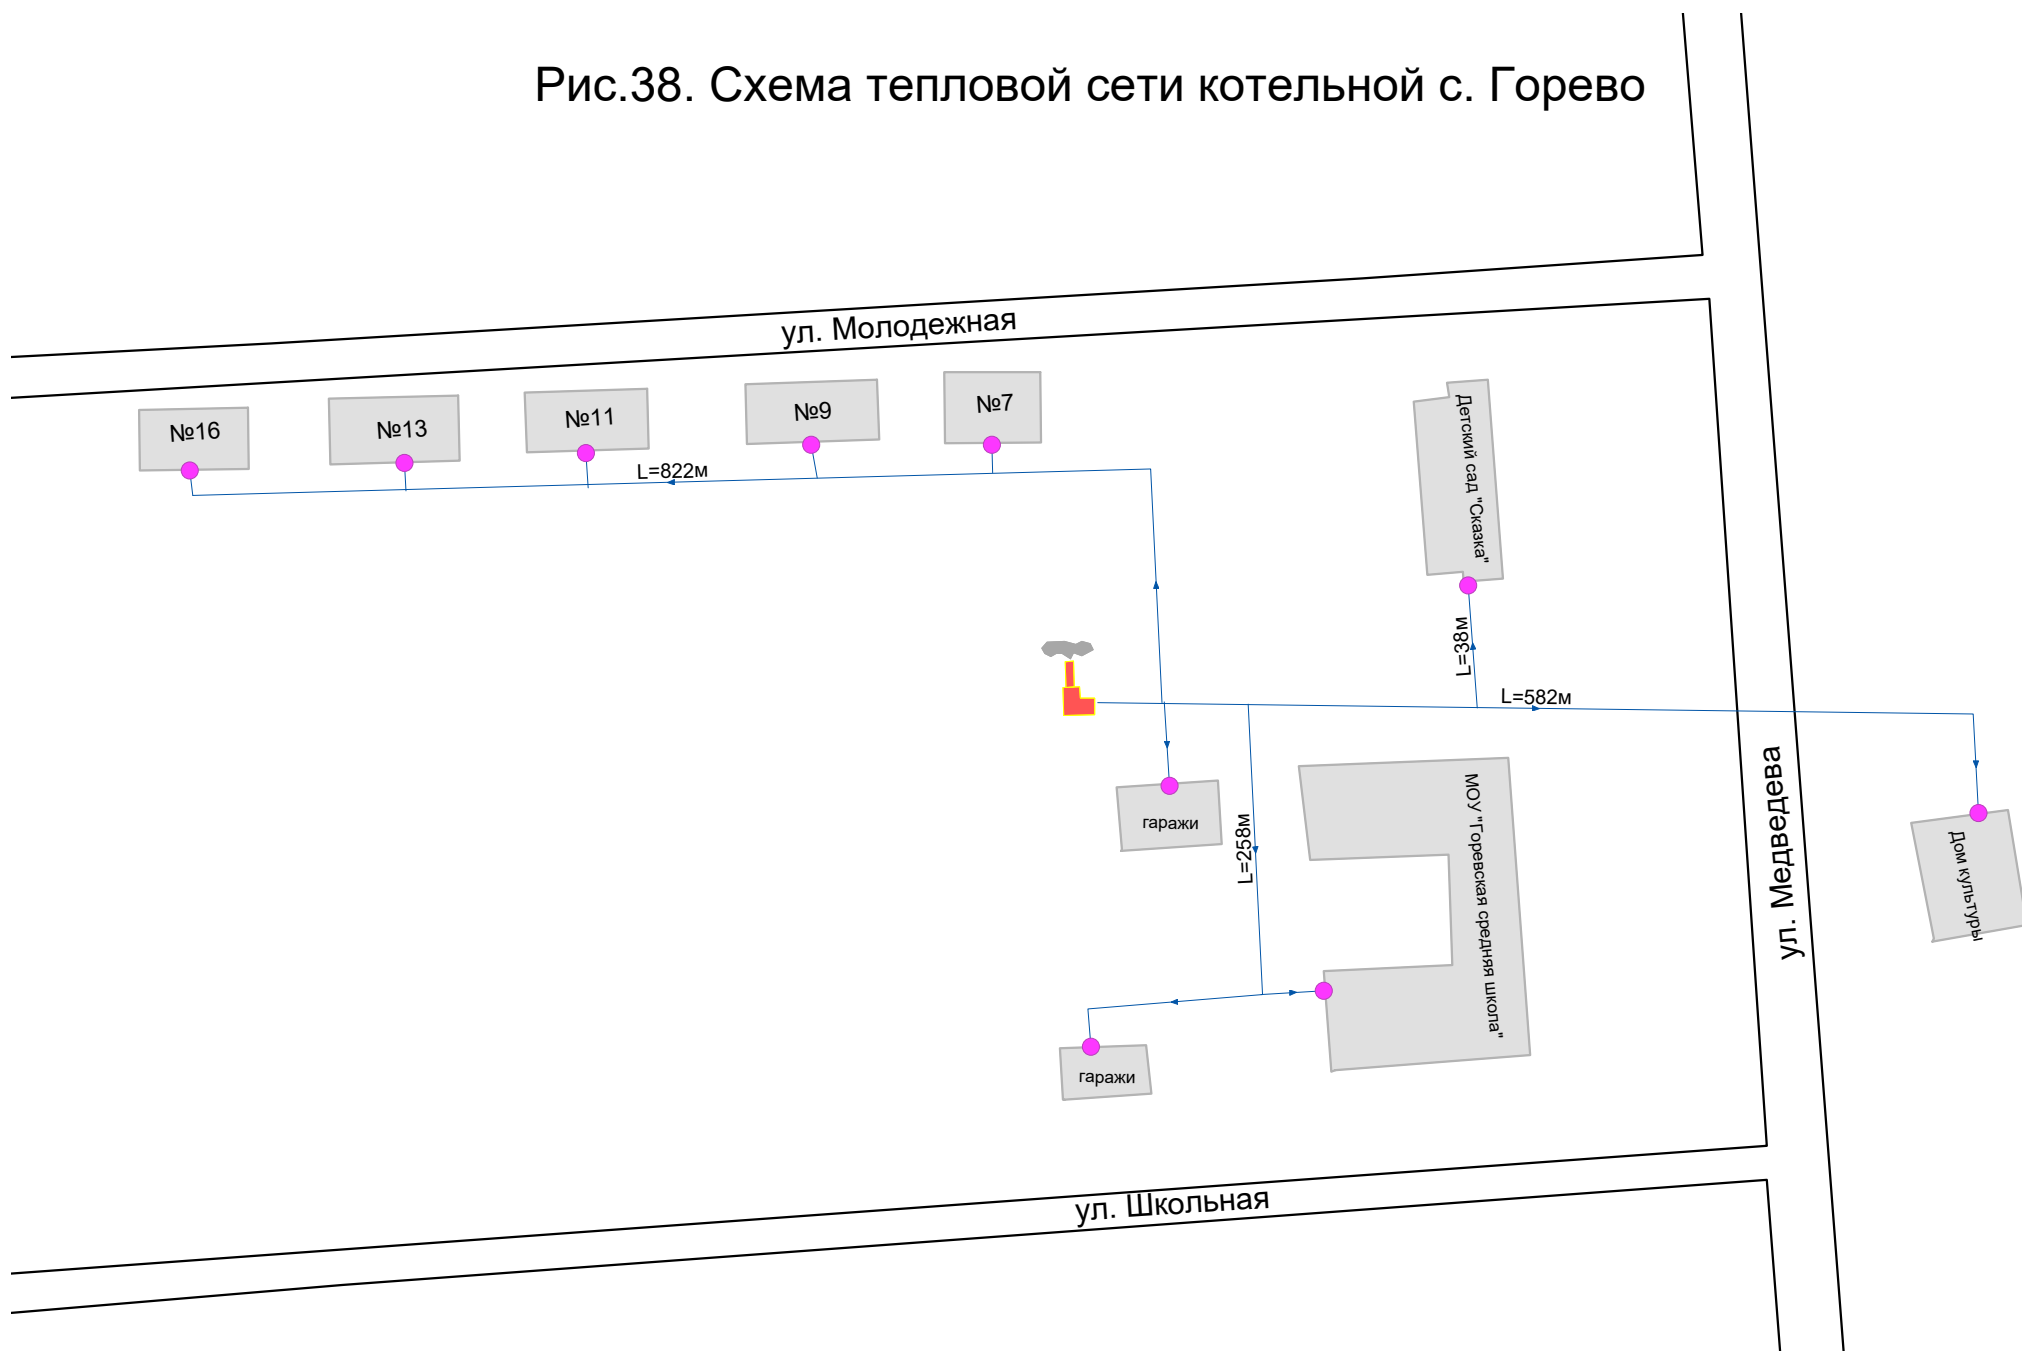 Рис.38. Схема тепловой сети котельной с. Горево
ул. Молодежная
№16
№13
№11
№9
№7
L=822м
Детский сад "Сказка"
L=38м
L=582м
гаражи
L=258м
МОУ "Горевская средняя школа"
ул. Медведева
Дом культуры
гаражи
ул. Школьная